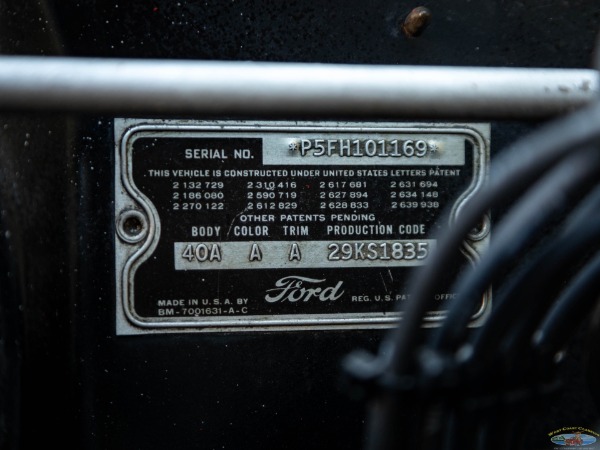 SERIAL NO. *P5FH101169*
THIS VEHICLE IS CONSTRUCTED UNDER UNITED STATES LETTERS PATENT
2 132 729 2 310 416 2 617 681 2 631 694
2 186 080 2 590 719 2 627 894 2 634 148
2 270 122 2 612 829 2 628 833 2 639 938
OTHER PATENTS PENDING
BODY COLOR TRIM PRODUCTION CODE
40A A A 29KS1835
Ford
MADE IN U.S.A. BY REG. U.S. PAT. OFFICE
BM-7001631-A-C